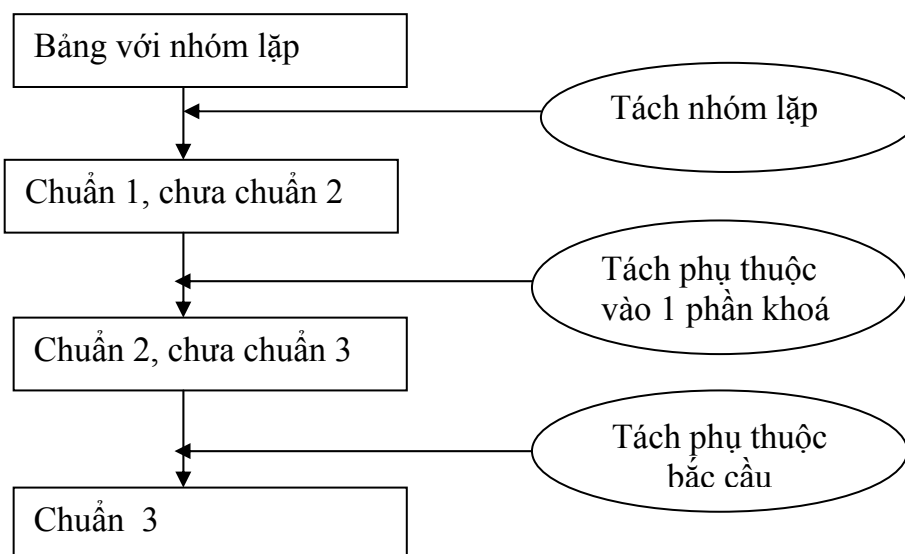 Bảng với nhóm lặp
Tách nhóm lặp
Chuẩn 1, chưa chuẩn 2
Tách phụ thuộc
vào 1 phần khoá
Chuẩn 2, chưa chuẩn 3
Tách phụ thuộc
bắc cầu
Chuẩn 3